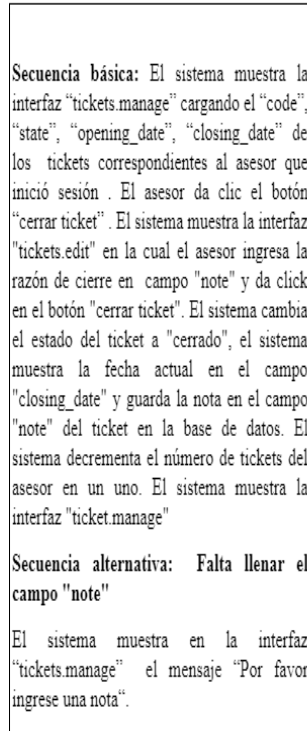 Secuencia básica: El sistema muestra la
interfaz “tickets.manage” cargando el “code”,
“state”, “opening_date”, “closing_date” de
los tickets correspondientes al asesor que
inició sesión . El asesor da clic el botón
“cerrar ticket” . El sistema muestra la interfaz
"tickets.edit" en la cual el asesor ingresa la
razón de cierre en campo "note" y da click
en el botón "cerrar ticket". El sistema cambia
el estado del ticket a "cerrado", el sistema
muestra la fecha actual en el campo
"closing_date" y guarda la nota en el campo
"note" del ticket en la base de datos. El
sistema decrementa el número de tickets del
asesor en un uno. El sistema muestra la
interfaz "ticket.manage"
Secuencia alternativa: Falta llenar el
campo "note"
El sistema muestra en la interfaz
“tickets.manage” el mensaje “Por favor
ingrese una nota“.